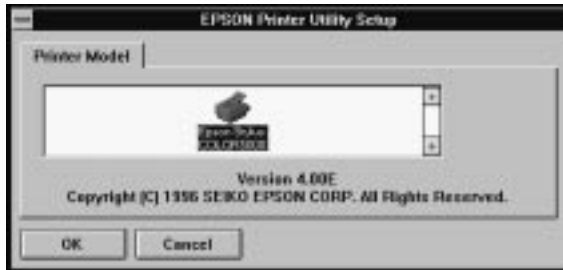 EPSON Printer Utility Setup
Printer Model
Epson Stylus
COLOR
Version 4.00E
Copyright (C) 1996 SEIKO EPSON CORP. All Rights Reserved.
OK
Cancel